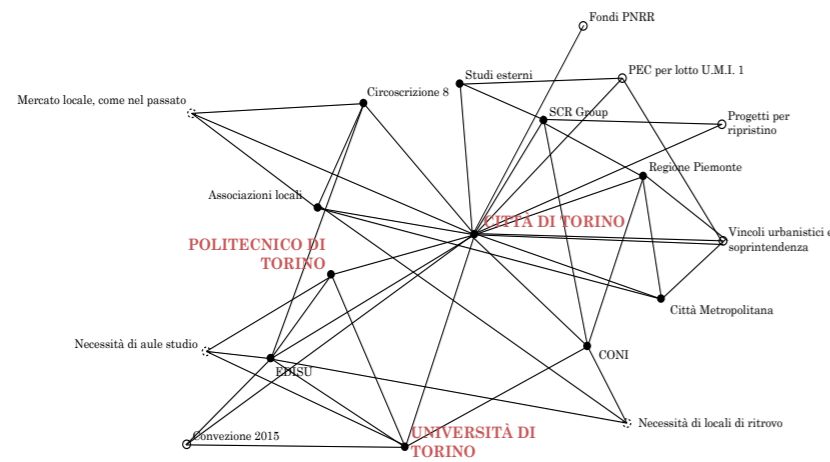 Fondi PNRR
PEC per lotto U.M.I. 1
Studi esterni
Circoscrizione 8
Mercato locale, come nel passato
SCR Group
Progetti per
ripristino
Regione Piemonte
Associazioni locali
CITTÀ DI TORINO
Vincoli urbanistici e
soprintendenza
POLITECNICO DI
TORINO
Città Metropolitana
Necessità di aule studio
CONI
EDISU
Necessità di locali di ritrovo
Convezione 2015
UNIVERSITÀ DI
TORINO